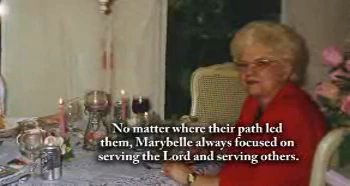 No matter where their path led
them, Marybelle always focused on
serving the Lord and serving others.